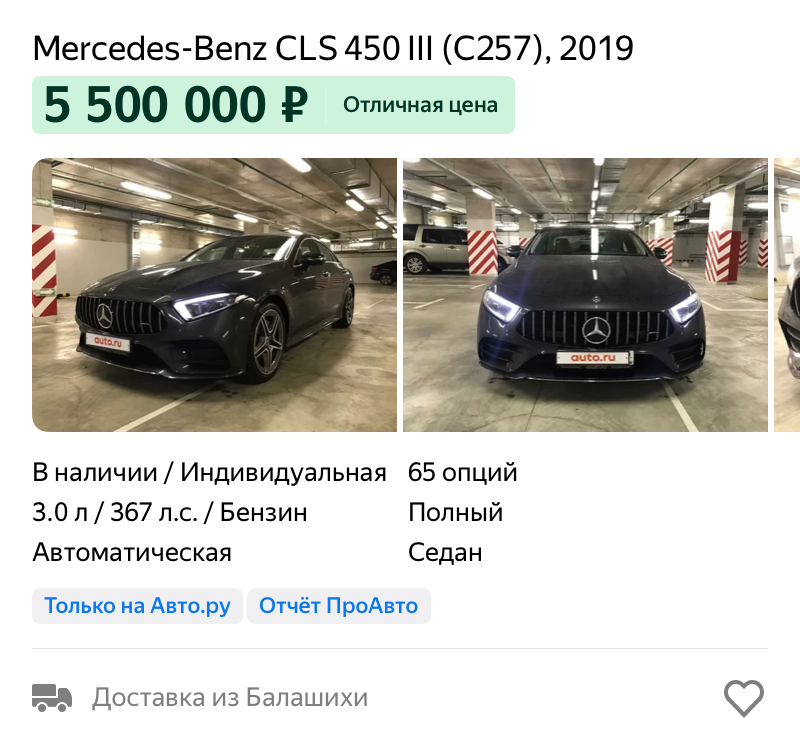 Mercedes-Benz CLS 450 III (C257), 2019
5 500 000 ₽ Отличная цена
auto.ru
auto.ru
В наличии / Индивидуальная 65 опций
3.0 л / 367 л.с. / Бензин Полный
Автоматическая Седан
Только на Авто.ру Отчёт ПроАвто
Доставка из Балашихи